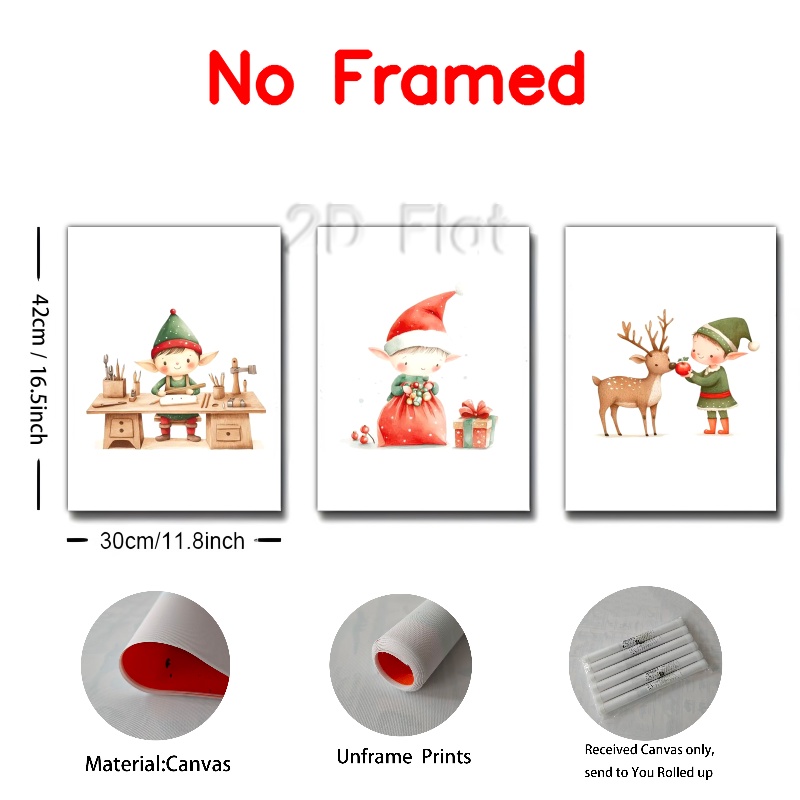 No Framed
2D Flat
42cm / 16.5inch
30cm/11.8inch
Material:Canvas
Unframe Prints
Received Canvas only,
send to You Rolled up